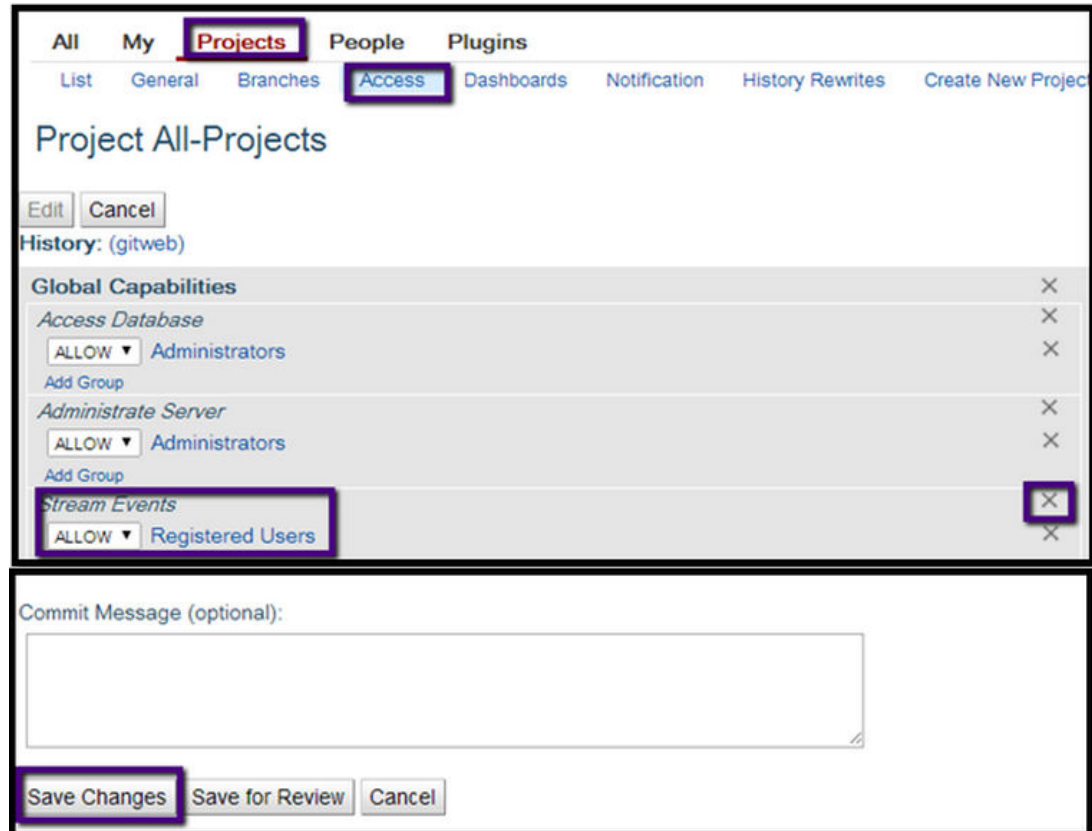 All My Projects People Plugins
List General Branches Access Dashboards Notification History Rewrites Create New Project
Project All-Projects
Edit Cancel
History: (gitweb)
Global Capabilities
Access Database
ALLOW Administrators
Add Group
Administrate Server
ALLOW Administrators
Add Group
Stream Events
ALLOW Registered Users
Commit Message (optional):
Save Changes Save for Review Cancel